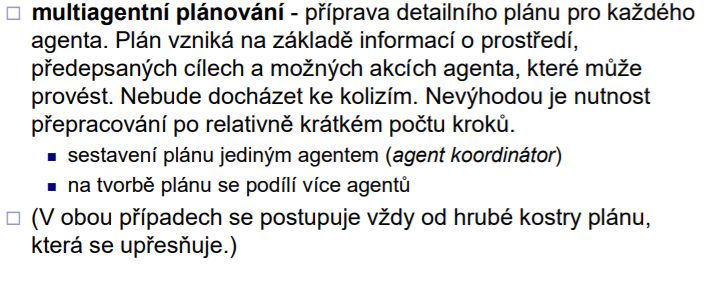 multiagentní plánování - příprava detailního plánu pro každého
agenta. Plán vzniká na základě informací o prostředí,
předepsaných cílech a možných akcích agenta, které může
provést. Nebude docházet ke kolizím. Nevýhodou je nutnost
přepracování po relativně krátkém počtu kroků.
sestavení plánu jediným agentem (agent koordinátor)
na tvorbě plánu se podílí více agentů
(V obou případech se postupuje vždy od hrubé kostry plánu,
která se upřesňuje.)